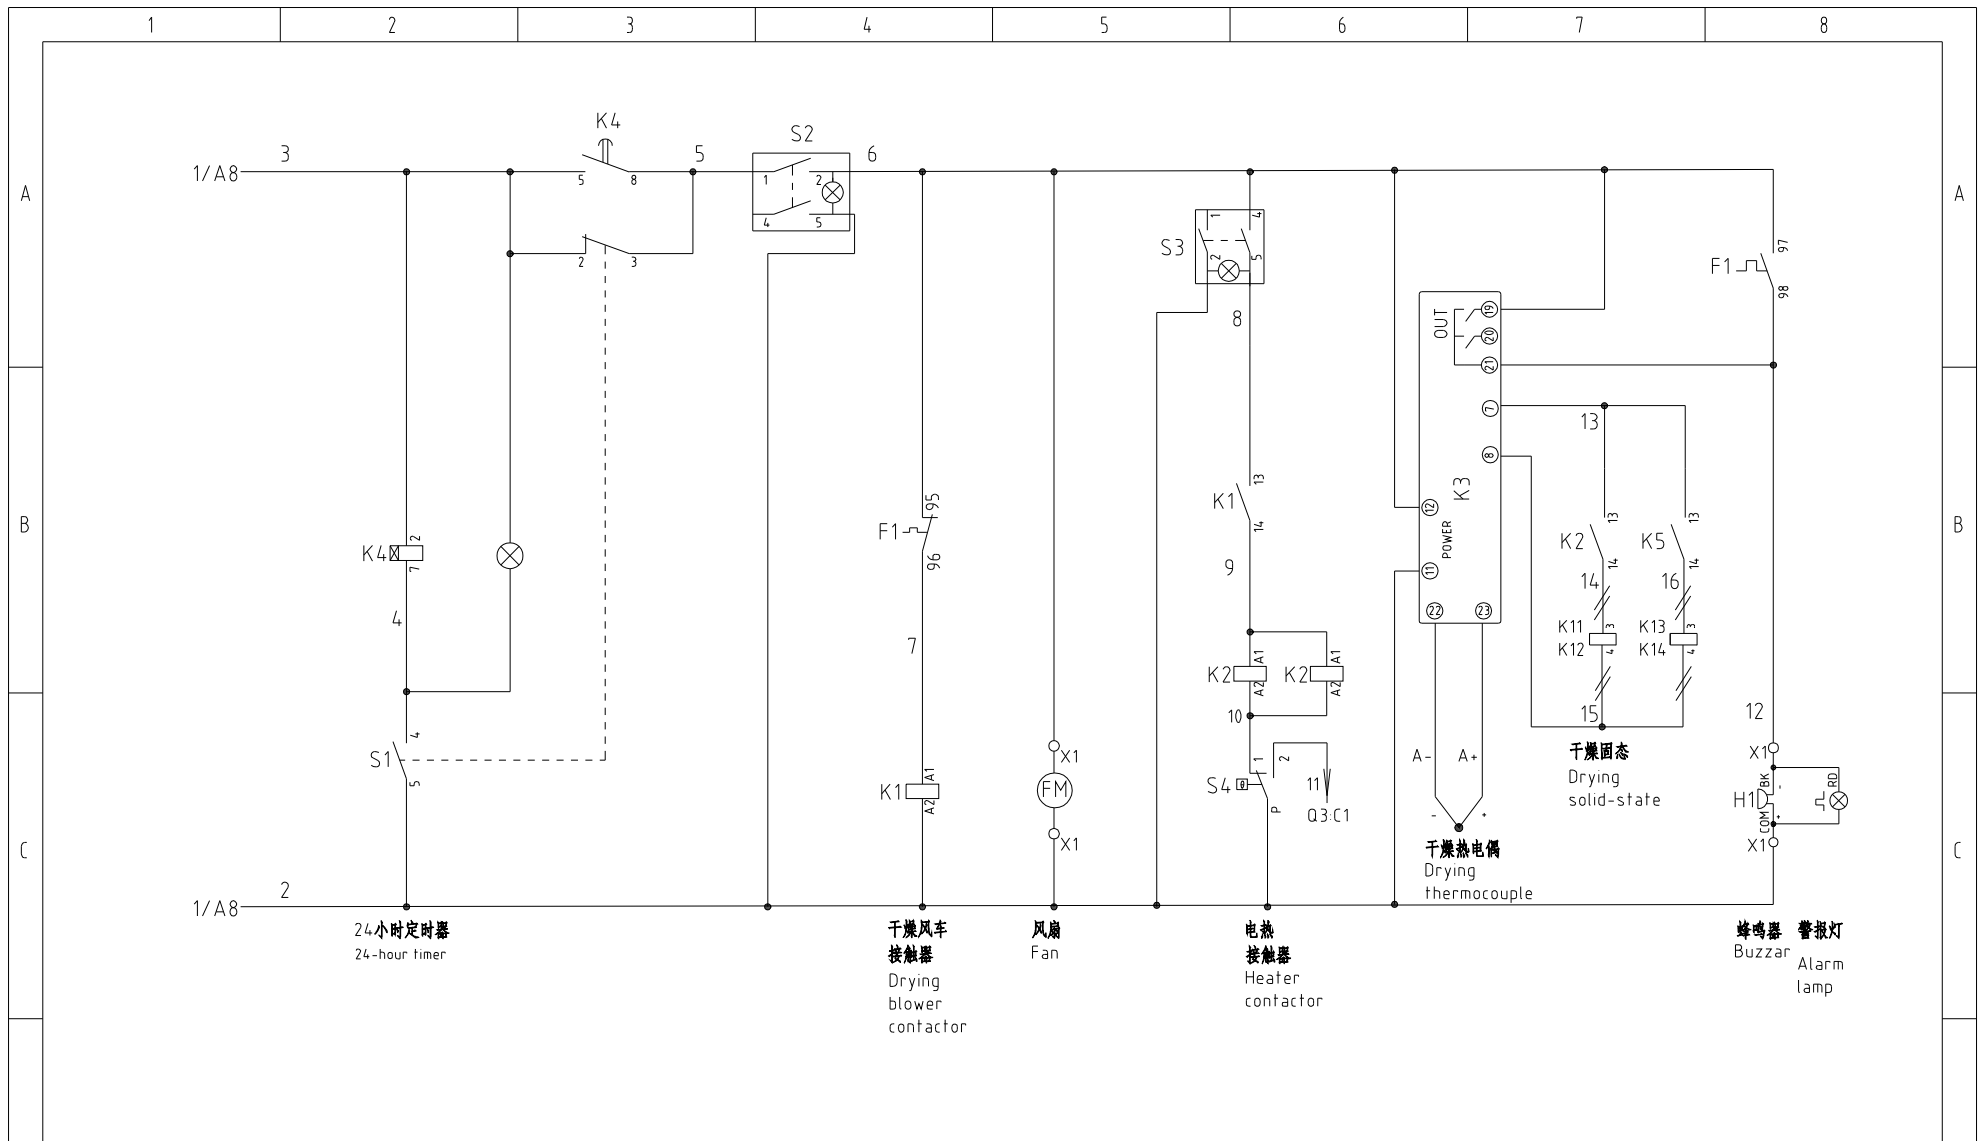 1 2 3 4 5 6 7 8
K4
S2
3 5 6
1/A8
5 8
1 2
1 4
A A
4 5
S3
97
2 3
2 5
F1
98
8
OUT
19
20
21
7
13
8
K3
95
13
K1
12
F1
14
13 13
B B
2
K4
POWER
K2 K5
96
9
14 14
7
11
14 16
4
22 23
K11 3 K13 3
K12 4 K14 4
7
A1 A1
K2 K2
A2 A2
10
15
12
4
S1
5
X1
1 2
A- A+
干燥固态
Drying
solid-state
X1
A1
K1
A2
FM
S4 θ
11
P
Q3:C1
- +
BK RD
-
H1
+
COM
X1
X1
C C
干燥热电偶
Drying
thermocouple
2
1/A8
24小时定时器
24-hour timer
干燥风车
接触器
Drying
blower
contactor
风扇
Fan
电热
接触器
Heater
contactor
蜂鸣器 警报灯
Buzzar
Alarm
lamp